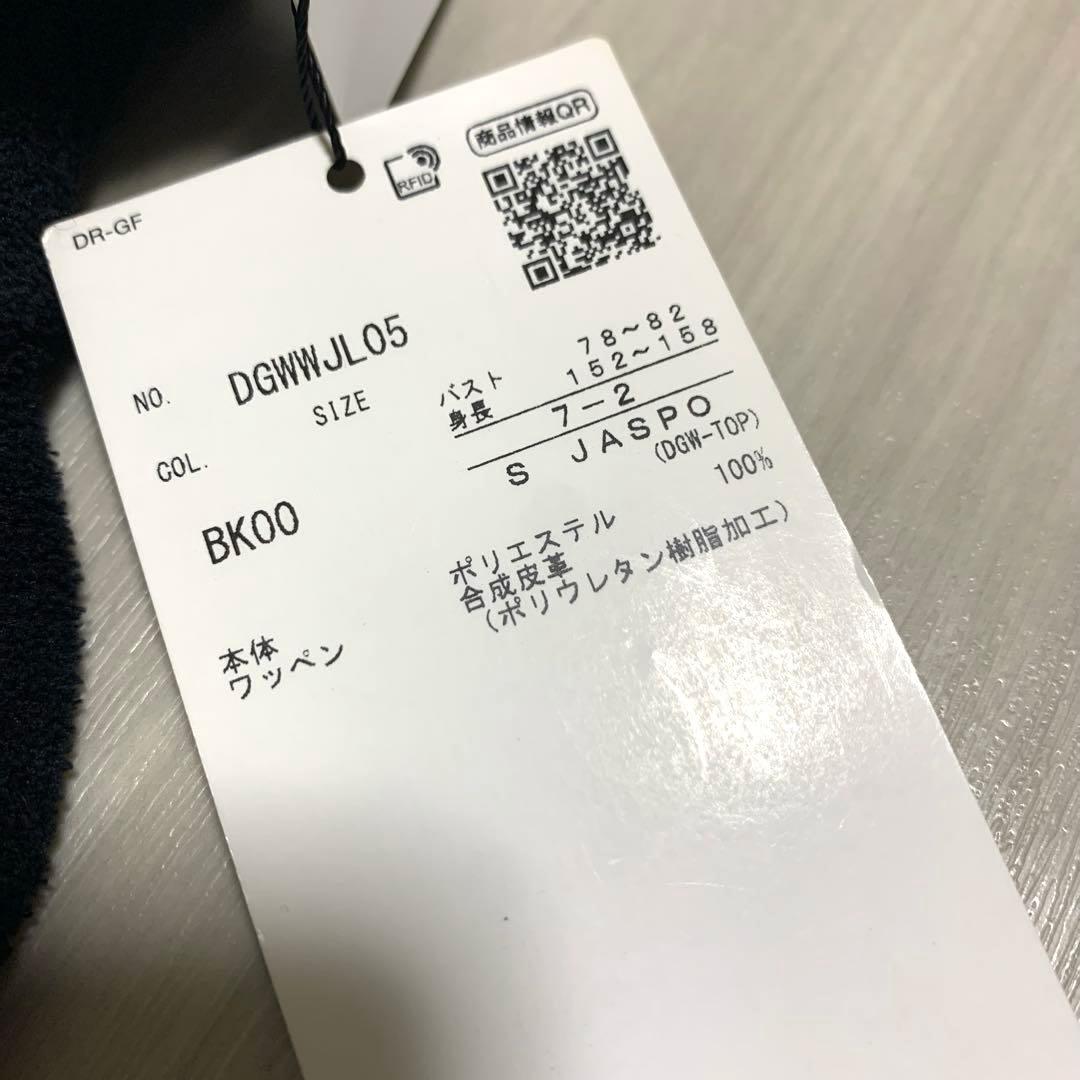 商品情報QR
RFID
DR-GF
NO. DGWWJL05
SIZE
バスト 78~82
身長 152~158
7-2
S JASPO
(DGW-TOP)
COL.
BK00
100%
本体 ポリエステル
ワッペン 合成皮革
(ポリウレタン樹脂加工)